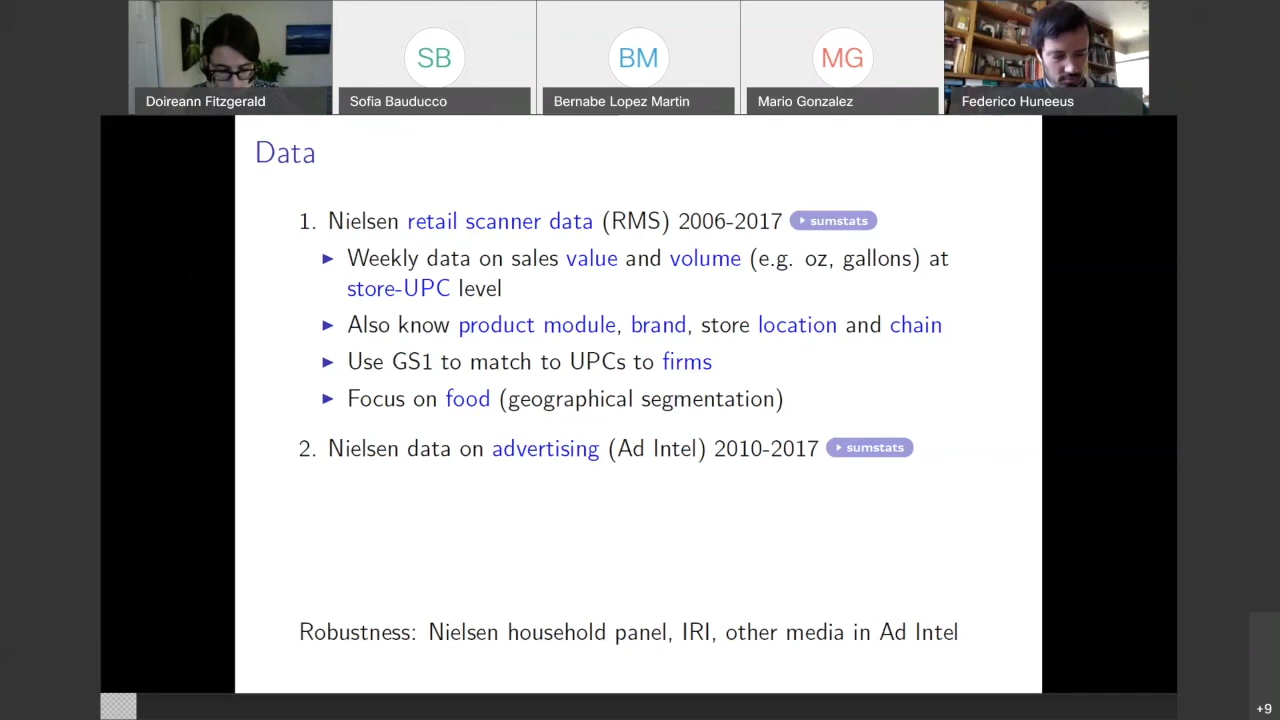 SB
BM
MG
Doireann Fitzgerald
Sofia Bauducco
Bernabe Lopez Martin
Mario Gonzalez
Federico Huneeus
Data
1. Nielsen retail scanner data (RMS) 2006-2017 sumstats
Weekly data on sales value and volume (e.g. oz, gallons) at
store-UPC level
Also know product module, brand, store location and chain
Use GS1 to match to UPCs to firms
Focus on food (geographical segmentation)
2. Nielsen data on advertising (Ad Intel) 2010-2017 sumstats
Robustness: Nielsen household panel, IRI, other media in Ad Intel
+9